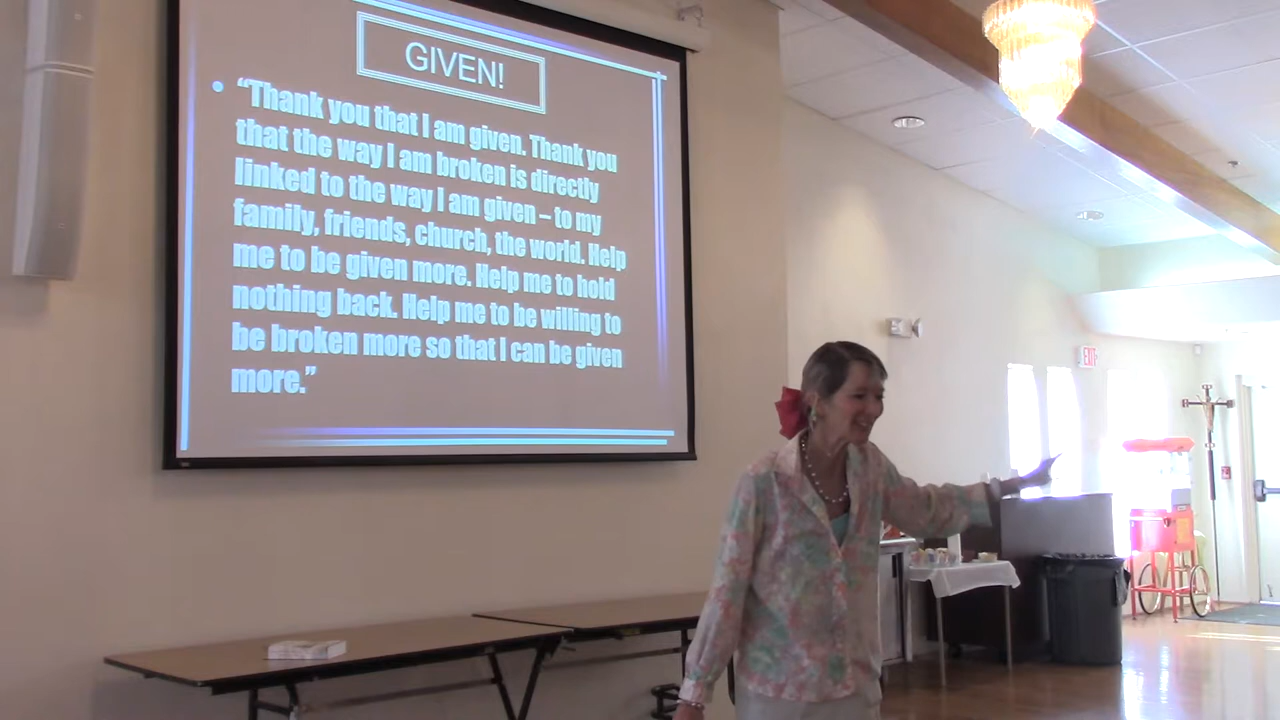 GIVEN!
• “Thank you that I am given. Thank you
that the way I am broken is directly
linked to the way I am given – to my
family, friends, church, the world. Help
me to be given more. Help me to hold
nothing back. Help me to be willing to
be broken more so that I can be given
more.”
EXIT